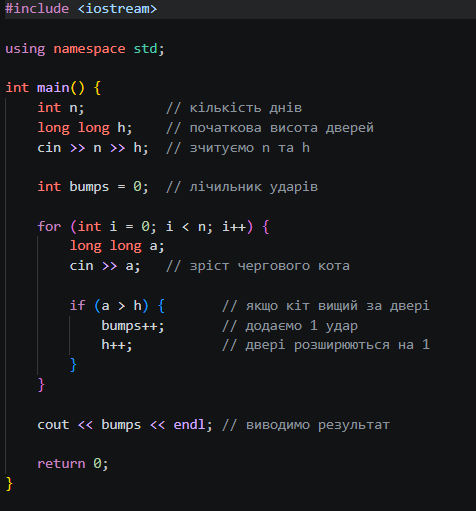 #include <iostream>
using namespace std;
int main() {
int n; // кількість днів
long long h; // початкова висота дверей
cin >> n >> h; // зчитуємо n та h
int bumps = 0; // лічильник ударів
for (int i = 0; i < n; i++) {
long long a;
cin >> a; // зріст чергового кота
if (a > h) { // якщо кіт вищий за двері
bumps++; // додаємо 1 удар
h++; // двері розширюються на 1
}
}
cout << bumps << endl; // виводимо результат
return 0;
}